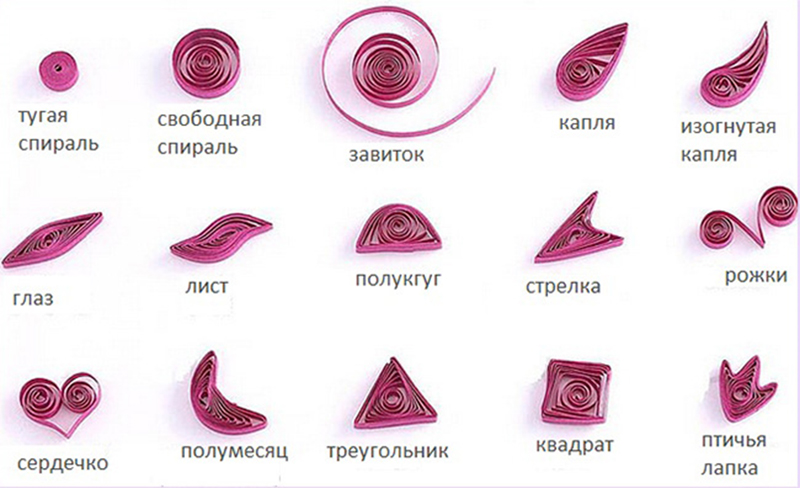 тугая
спираль
свободная
спираль
завиток
капля
изогнутая
капля
глаз
лист
полукгуг
стрелка
рожки
сердечко
полумесяц
треугольник
квадрат
птичья
лапка